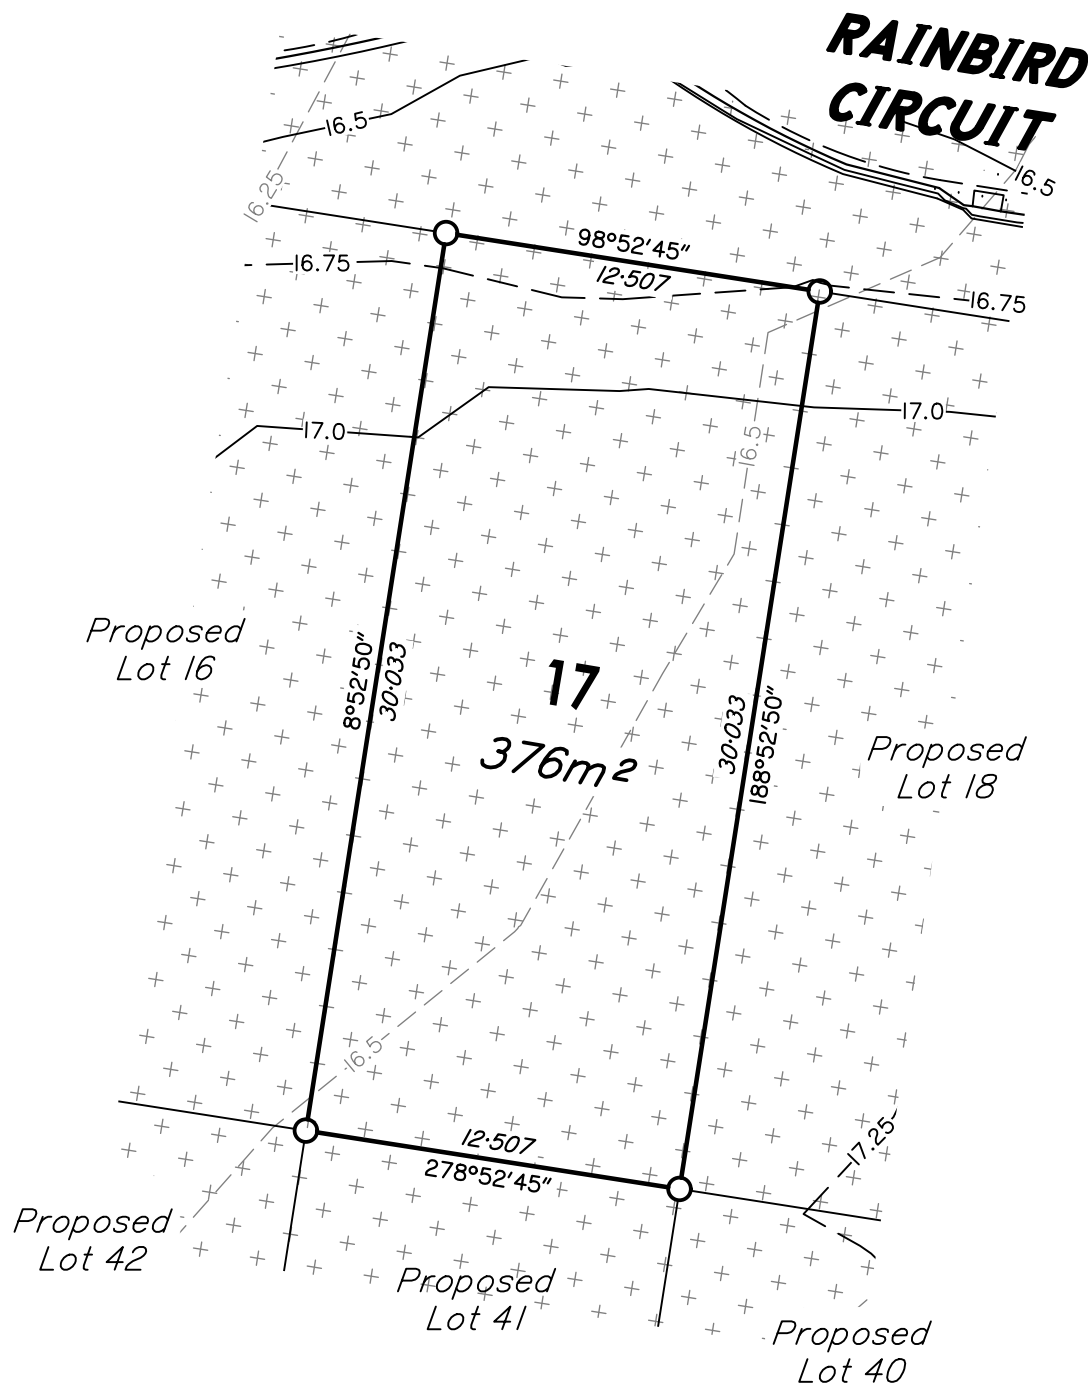 RAINBIRD
CIRCUIT
16.5
16.5
16.25
98°52'45"
12·507
16.75
16.75
17.0
17.0
16.5
Proposed
Lot 16
8°52'50"
30·033
17
376m²
30·033
188°52'50"
Proposed
Lot 18
16.5
17.25
12·507
278°52'45"
Proposed
Lot 42
Proposed
Lot 41
Proposed
Lot 40